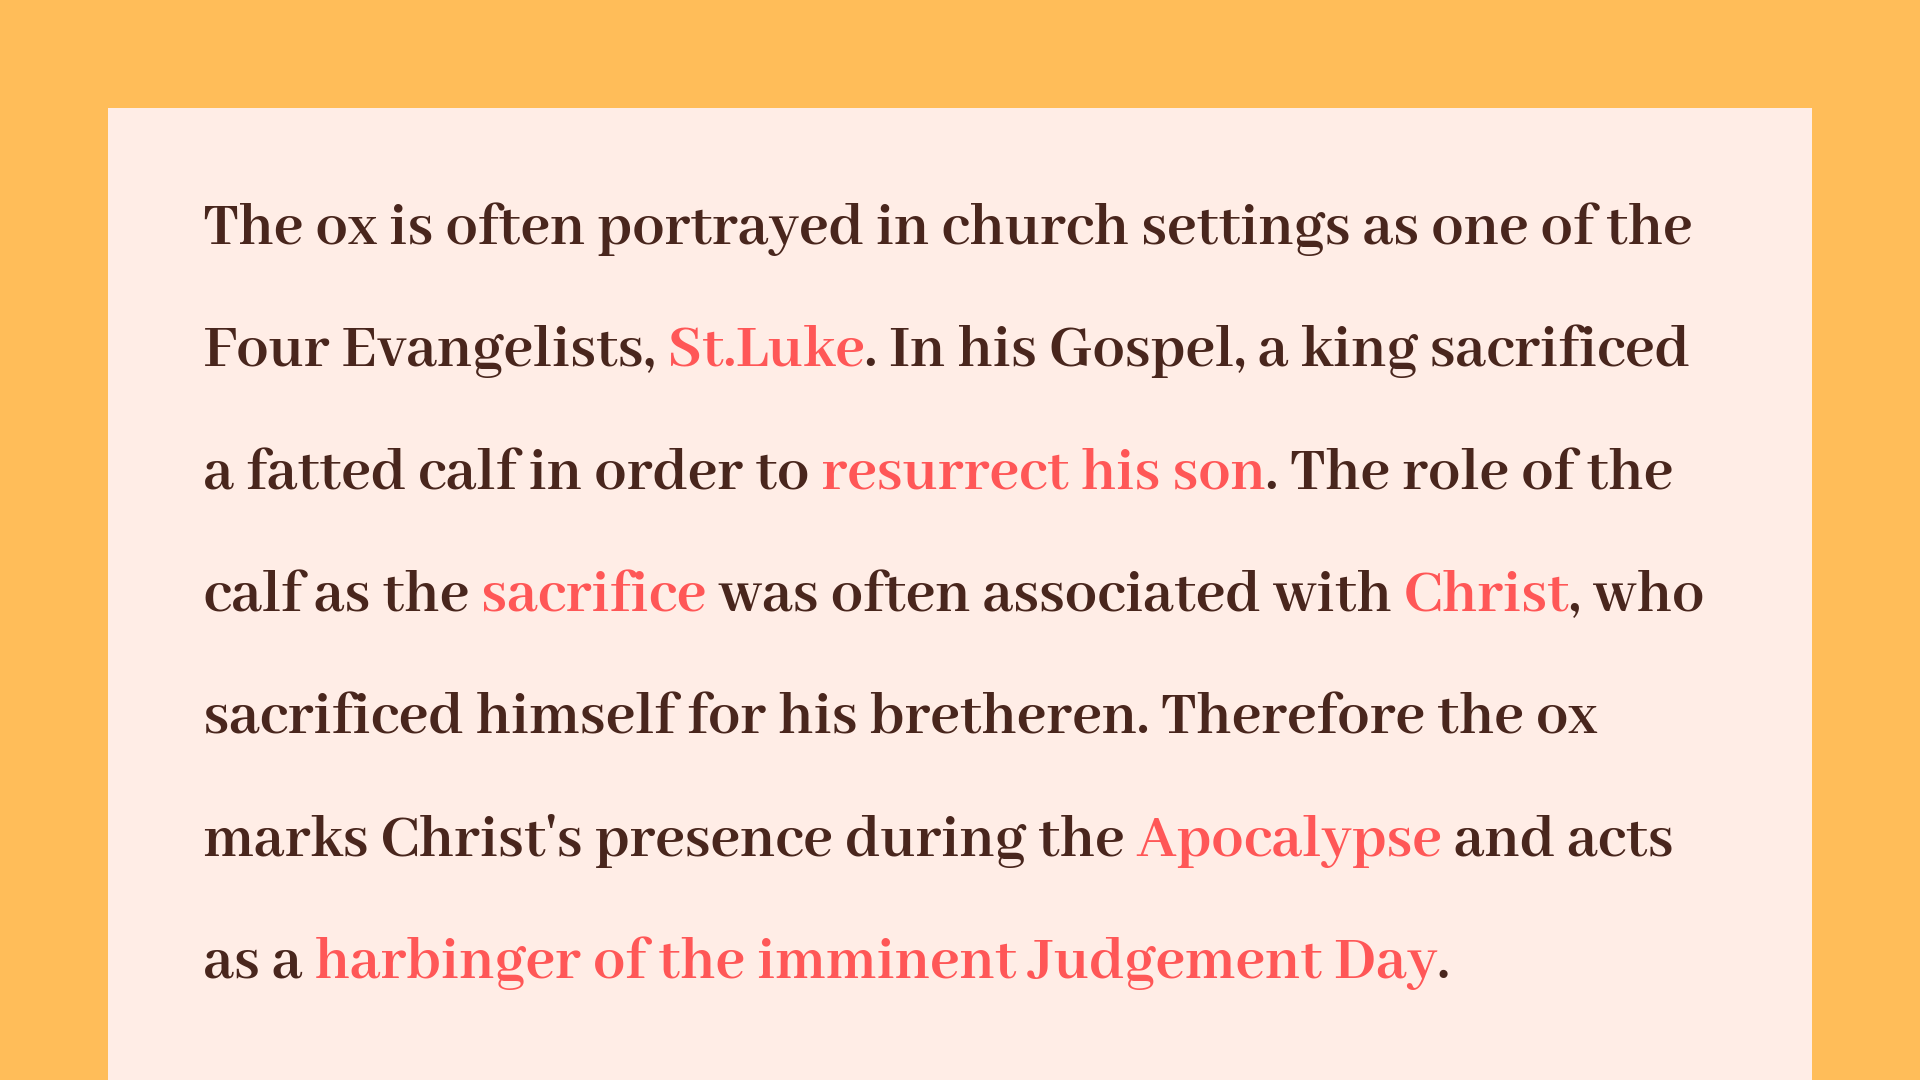 The ox is often portrayed in church settings as one of the
Four Evangelists, St.Luke. In his Gospel, a king sacrificed
a fatted calf in order to resurrect his son. The role of the
calf as the sacrifice was often associated with Christ, who
sacrificed himself for his bretheren. Therefore the ox
marks Christ's presence during the Apocalypse and acts
as a harbinger of the imminent Judgement Day.